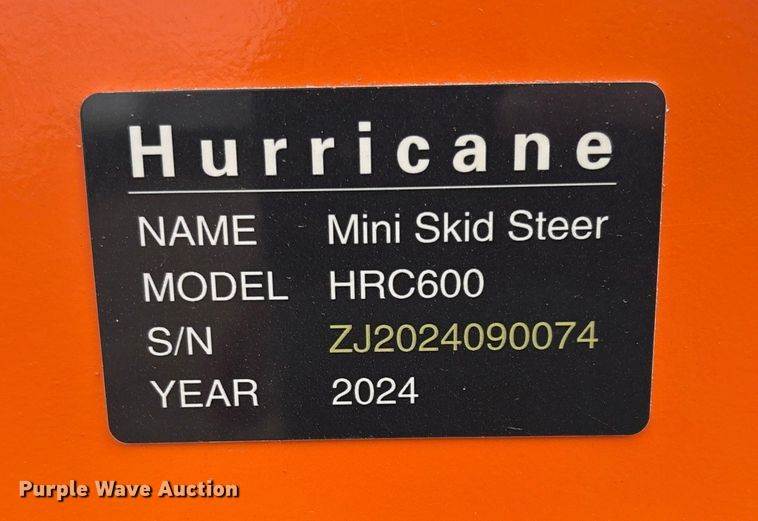 Hurricane
NAME Mini Skid Steer
MODEL HRC600
S/N ZJ2024090074
YEAR 2024
Purple Wave Auction